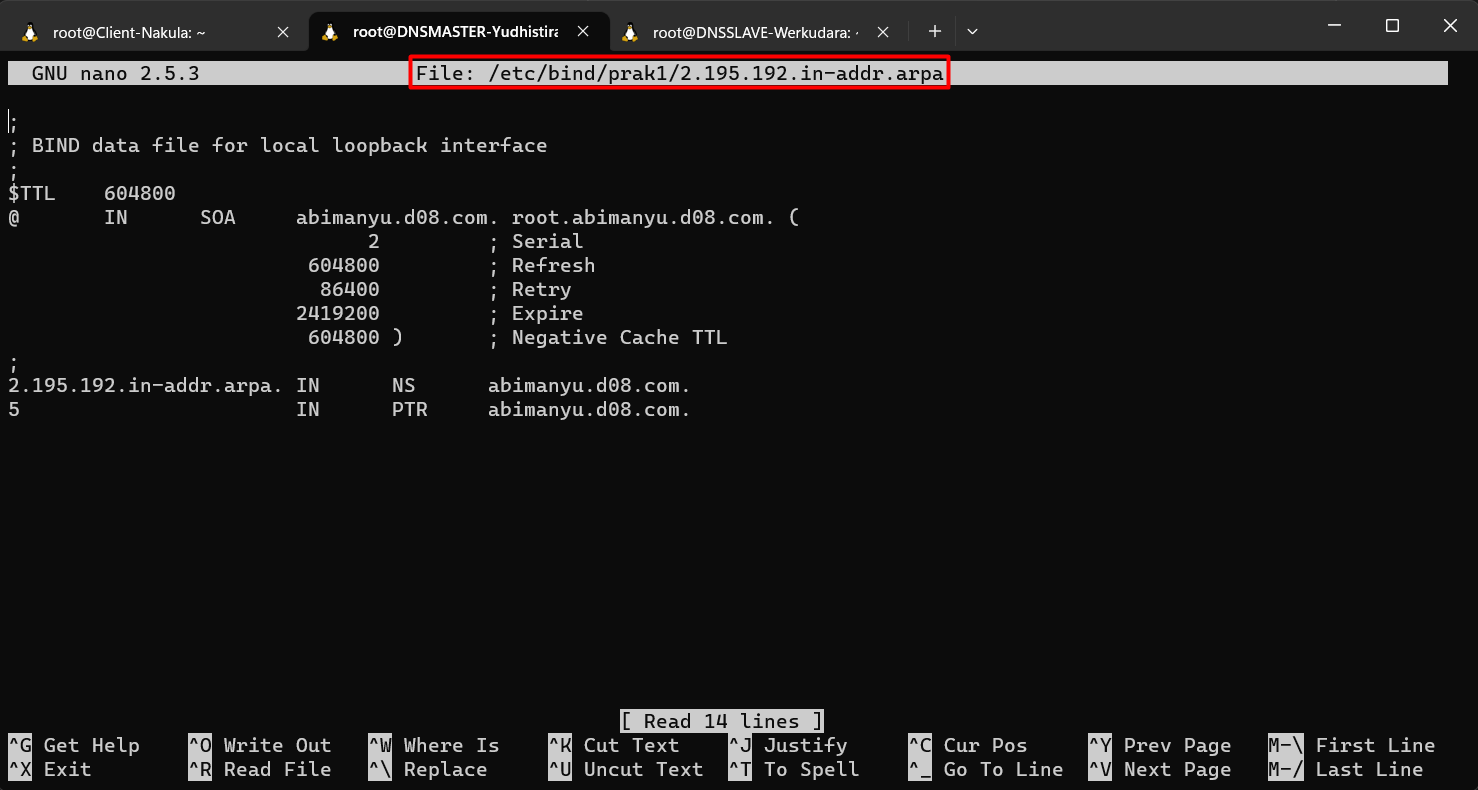 root@Client-Nakula: ~ root@DNSMASTER-Yudhistira root@DNSSLAVE-Werkudara: ~
GNU nano 2.5.3 File: /etc/bind/prak1/2.195.192.in-addr.arpa
;
; BIND data file for local loopback interface
;
$TTL 604800
@ IN SOA abimanyu.d08.com. root.abimanyu.d08.com. (
2 ; Serial
604800 ; Refresh
86400 ; Retry
2419200 ; Expire
604800 ) ; Negative Cache TTL
;
2.195.192.in-addr.arpa. IN NS abimanyu.d08.com.
5 IN PTR abimanyu.d08.com.
[ Read 14 lines ]
^G Get Help ^O Write Out ^W Where Is ^K Cut Text ^J Justify ^C Cur Pos ^Y Prev Page M-\ First Line
^X Exit ^R Read File ^\ Replace ^U Uncut Text ^T To Spell ^_ Go To Line ^V Next Page M-/ Last Line